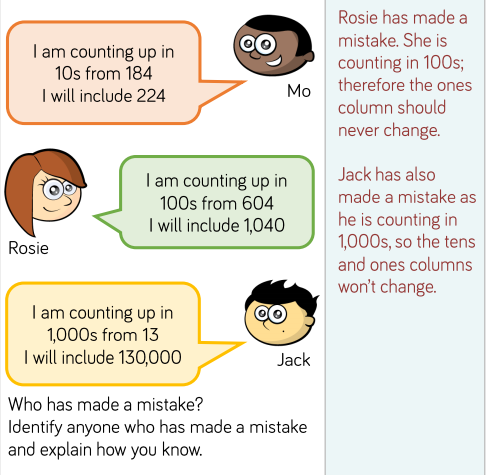 I am counting up in
10s from 184
I will include 224
Mo
I am counting up in
100s from 604
I will include 1,040
Rosie
I am counting up in
1,000s from 13
I will include 130,000
Jack
Who has made a mistake?
Identify anyone who has made a mistake
and explain how you know.
Rosie has made a
mistake. She is
counting in 100s;
therefore the ones
column should
never change.
Jack has also
made a mistake as
he is counting in
1,000s, so the tens
and ones columns
won't change.